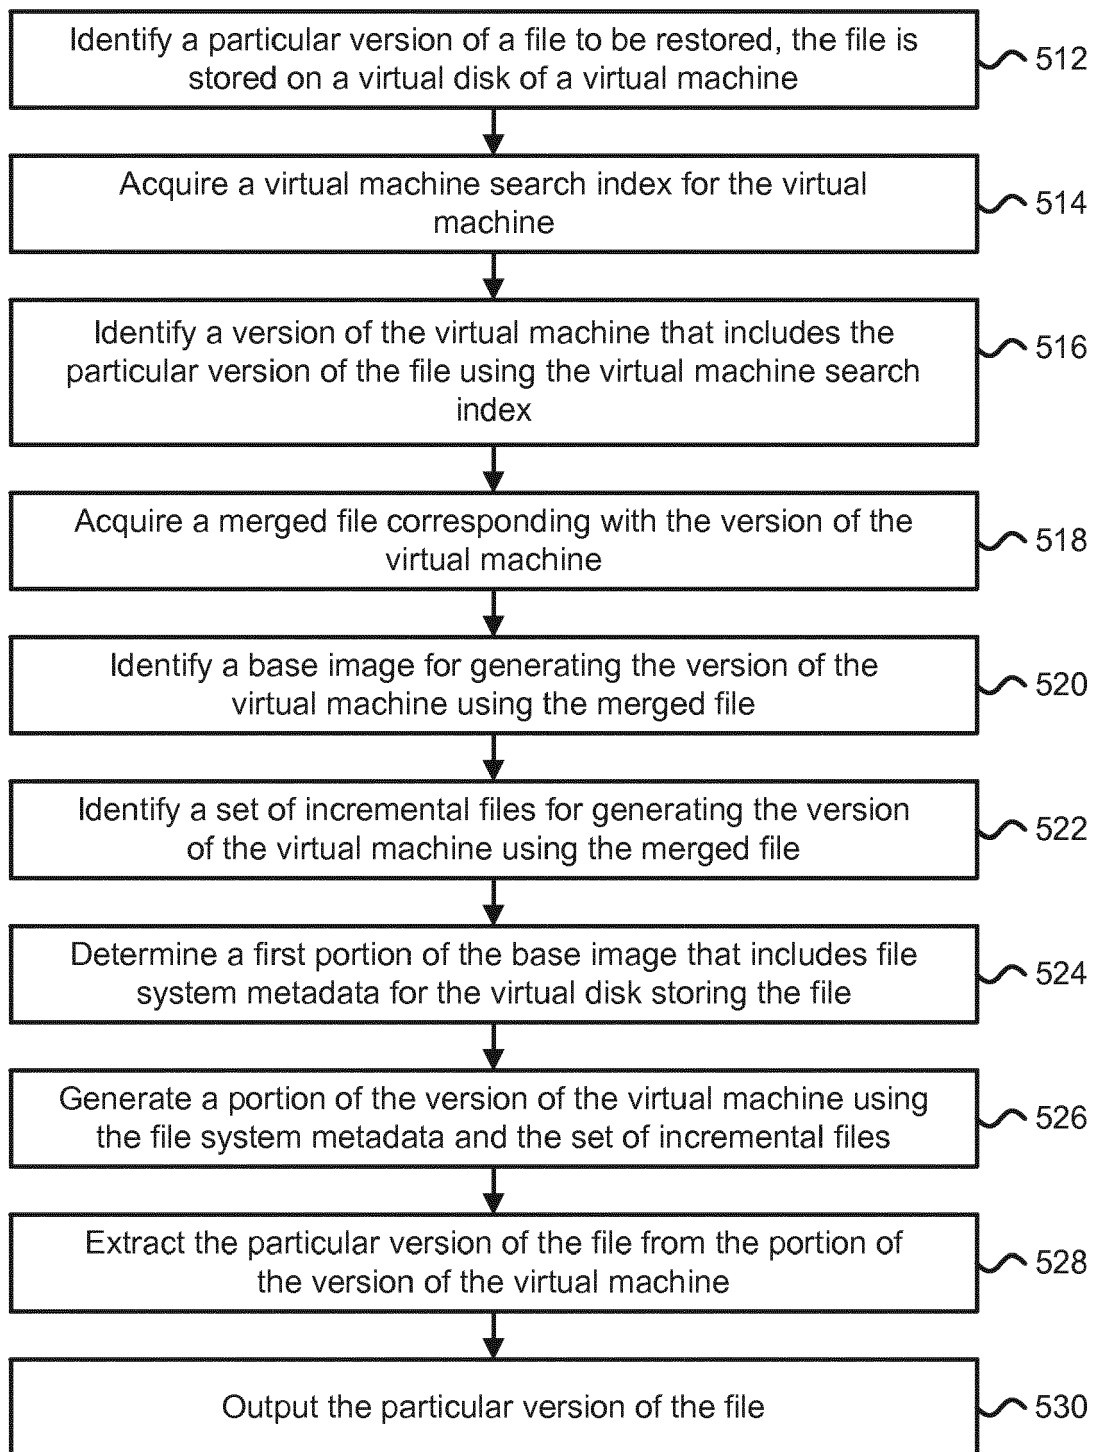 Identify a particular version of a file to be restored, the file is
stored on a virtual disk of a virtual machine
512
Acquire a virtual machine search index for the virtual
machine
514
Identify a version of the virtual machine that includes the
particular version of the file using the virtual machine search
index
516
Acquire a merged file corresponding with the version of the
virtual machine
518
Identify a base image for generating the version of the
virtual machine using the merged file
520
Identify a set of incremental files for generating the version
of the virtual machine using the merged file
522
Determine a first portion of the base image that includes file
system metadata for the virtual disk storing the file
524
Generate a portion of the version of the virtual machine using
the file system metadata and the set of incremental files
526
Extract the particular version of the file from the portion of
the version of the virtual machine
528
Output the particular version of the file
530